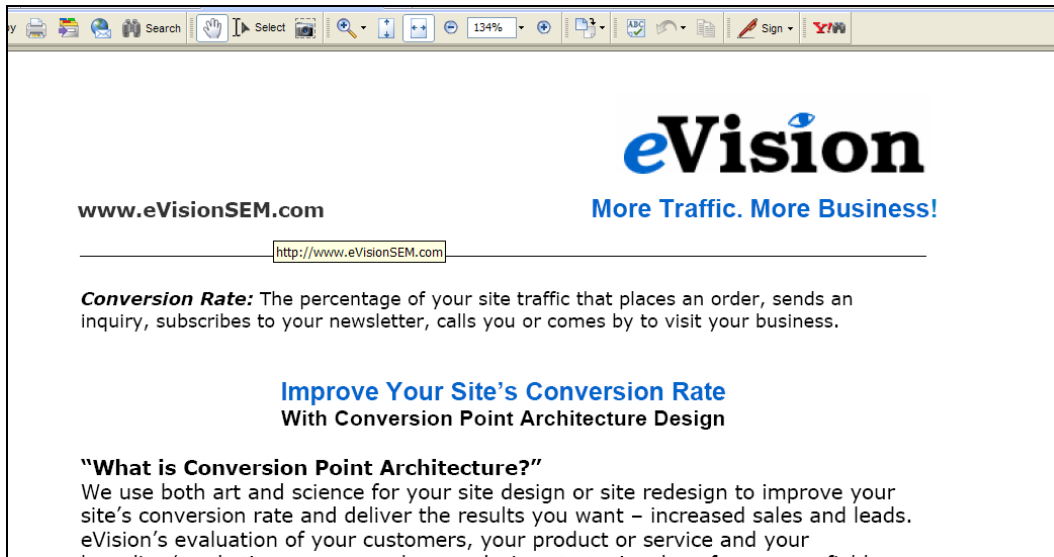 y Search Select 134% Sign Y!
eVision
www.eVisionSEM.com More Traffic. More Business!
http://www.eVisionSEM.com
Conversion Rate: The percentage of your site traffic that places an order, sends an
inquiry, subscribes to your newsletter, calls you or comes by to visit your business.
Improve Your Site's Conversion Rate
With Conversion Point Architecture Design
“What is Conversion Point Architecture?”
We use both art and science for your site design or site redesign to improve your
site's conversion rate and deliver the results you want – increased sales and leads.
eVision's evaluation of your customers, your product or service and your